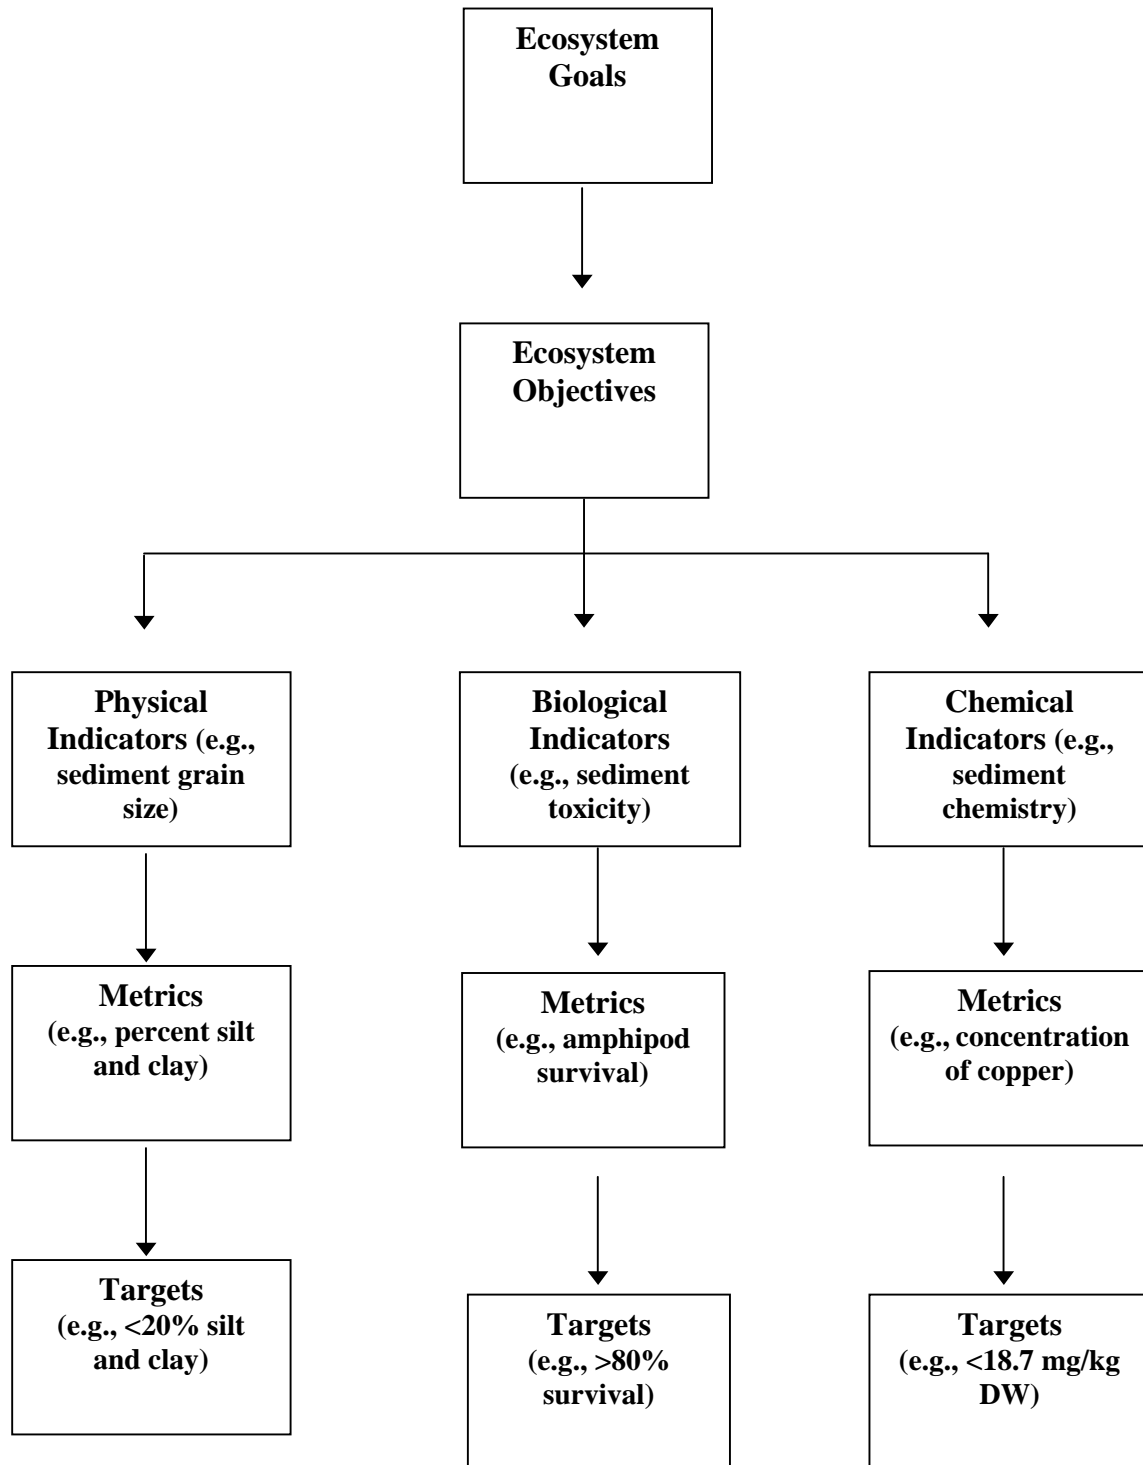 Ecosystem
Goals
Ecosystem
Objectives
Physical
Indicators (e.g.,
sediment grain
size)
Biological
Indicators
(e.g., sediment
toxicity)
Chemical
Indicators (e.g.,
sediment
chemistry)
Metrics
(e.g., percent silt
and clay)
Metrics
(e.g., amphipod
survival)
Metrics
(e.g., concentration
of copper)
Targets
(e.g., <20% silt
and clay)
Targets
(e.g., >80%
survival)
Targets
(e.g., <18.7 mg/kg
DW)